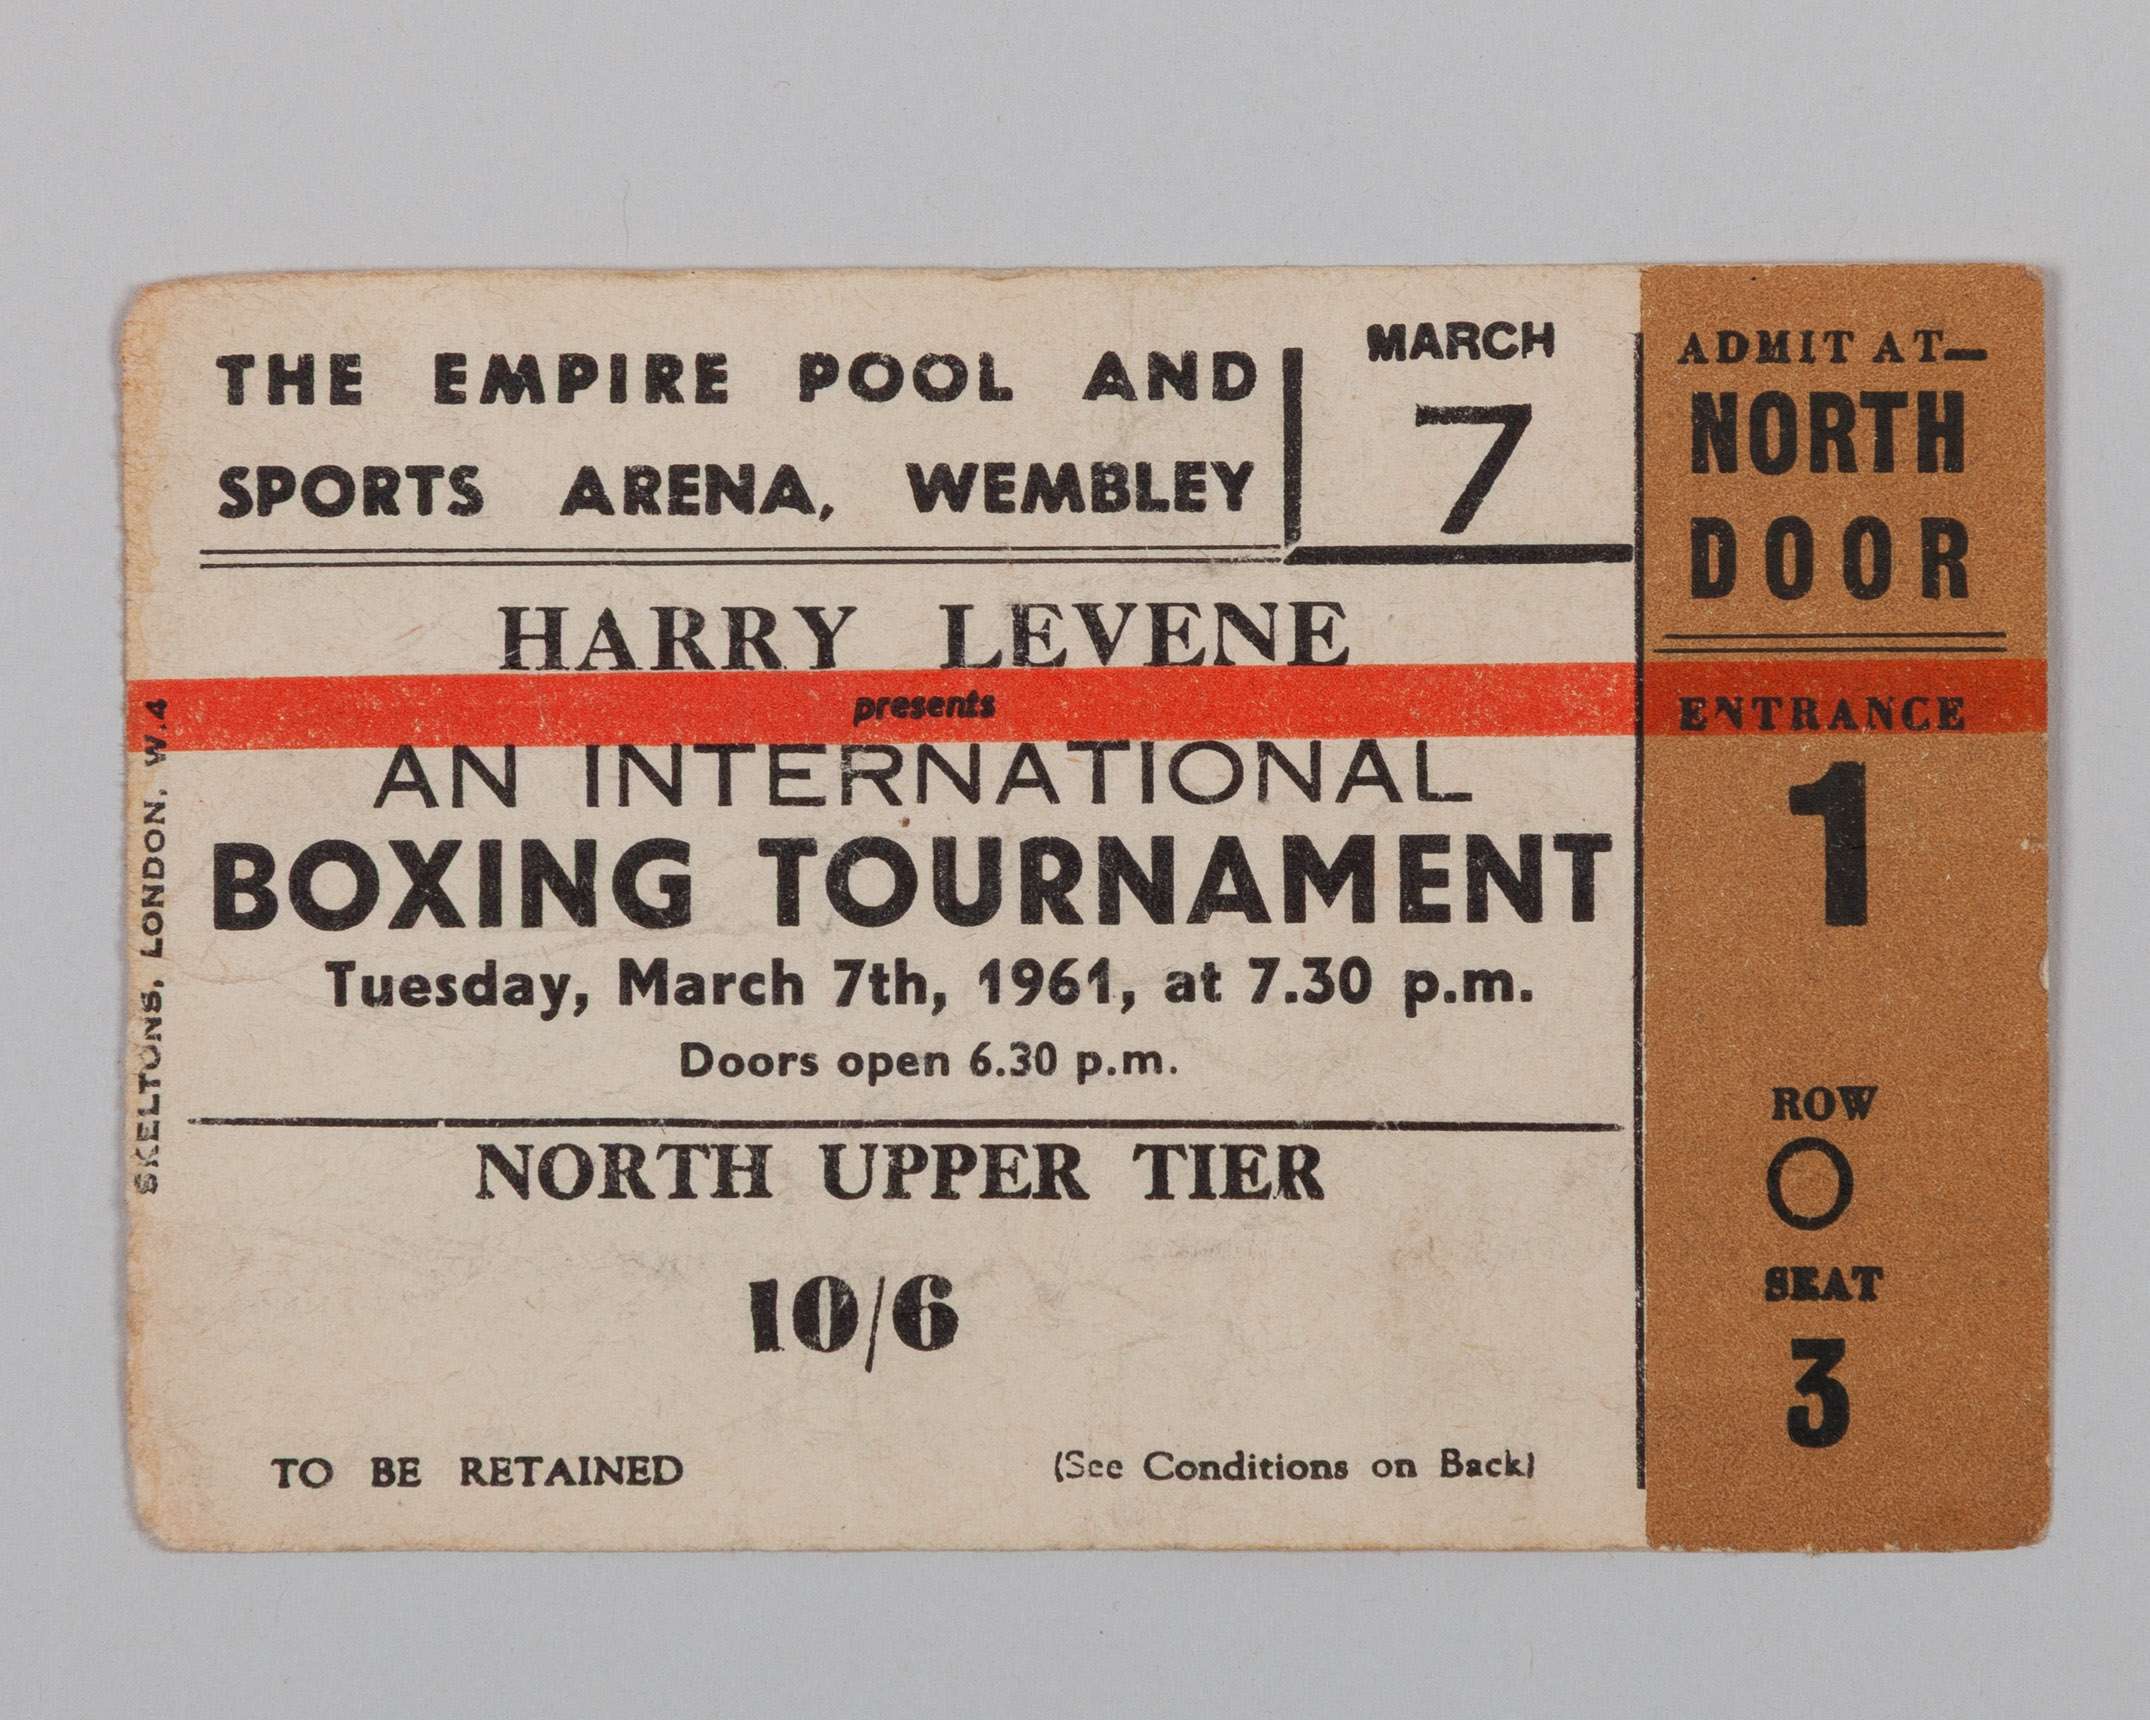 THE EMPIRE POOL AND
SPORTS ARENA, WEMBLEY
MARCH
7
HARRY LEVENE
presents
AN INTERNATIONAL
BOXING TOURNAMENT
Tuesday, March 7th, 1961, at 7.30 p.m.
Doors open 6.30 p.m.
NORTH UPPER TIER
10/6
TO BE RETAINED
(See Conditions on Back)
SKELTONS, LONDON, W.4
ADMIT AT—
NORTH
DOOR
ENTRANCE
1
ROW
O
SEAT
3